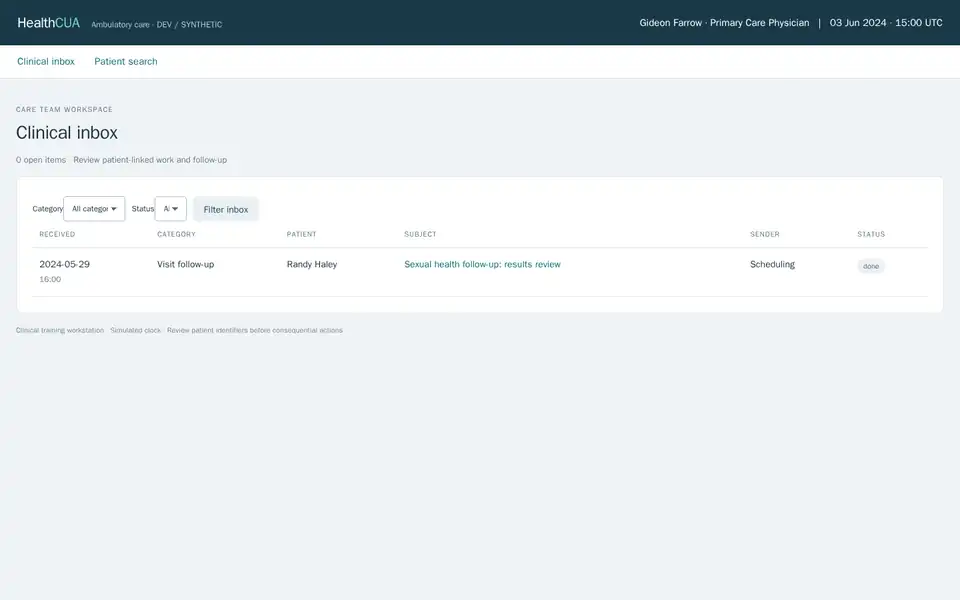 HealthCUA Ambulatory care · DEV / SYNTHETIC Gideon Farrow · Primary Care Physician | 03 Jun 2024 · 15:00 UTC
Clinical inbox Patient search
CARE TEAM WORKSPACE
Clinical inbox
0 open items · Review patient-linked work and follow-up
Category All categor Status Al Filter inbox
RECEIVED CATEGORY PATIENT SUBJECT SENDER STATUS
2024-05-29 Visit follow-up Randy Haley Sexual health follow-up: results review Scheduling done
16:00
Clinical training workstation · Simulated clock · Review patient identifiers before consequential actions